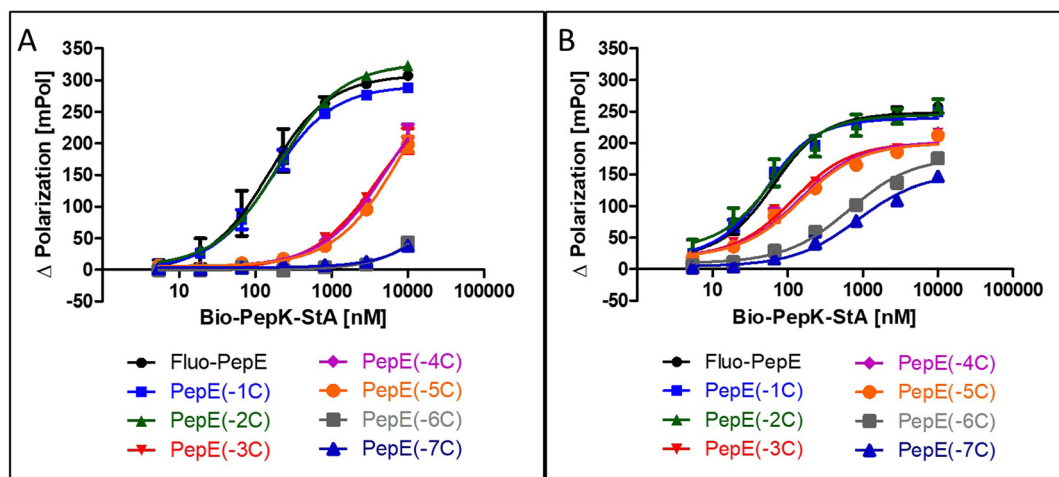 A
Δ Polarization [mPol]
350
300
250
200
150
100
50
0
-50
10
100
1000
10000
100000
Bio-PepK-StA [nM]
Fluo-PepE
PepE(-1C)
PepE(-2C)
PepE(-3C)
PepE(-4C)
PepE(-5C)
PepE(-6C)
PepE(-7C)
B
Δ Polarization [mPol]
350
300
250
200
150
100
50
0
-50
10
100
1000
10000
100000
Bio-PepK-StA [nM]
Fluo-PepE
PepE(-1C)
PepE(-2C)
PepE(-3C)
PepE(-4C)
PepE(-5C)
PepE(-6C)
PepE(-7C)